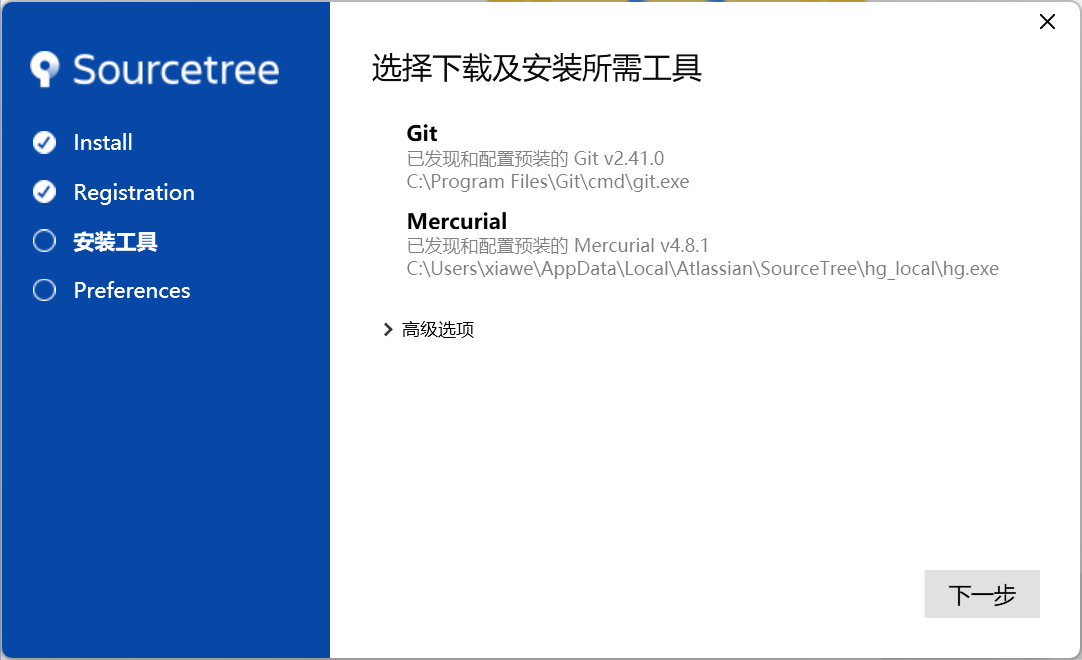 Sourcetree
Install
Registration
安装工具
Preferences
选择下载及安装所需工具
Git
已发现和配置预装的 Git v2.41.0
C:\Program Files\Git\cmd\git.exe
Mercurial
已发现和配置预装的 Mercurial v4.8.1
C:\Users\xiawe\AppData\Local\Atlassian\SourceTree\hg_local\hg.exe
高级选项
下一步